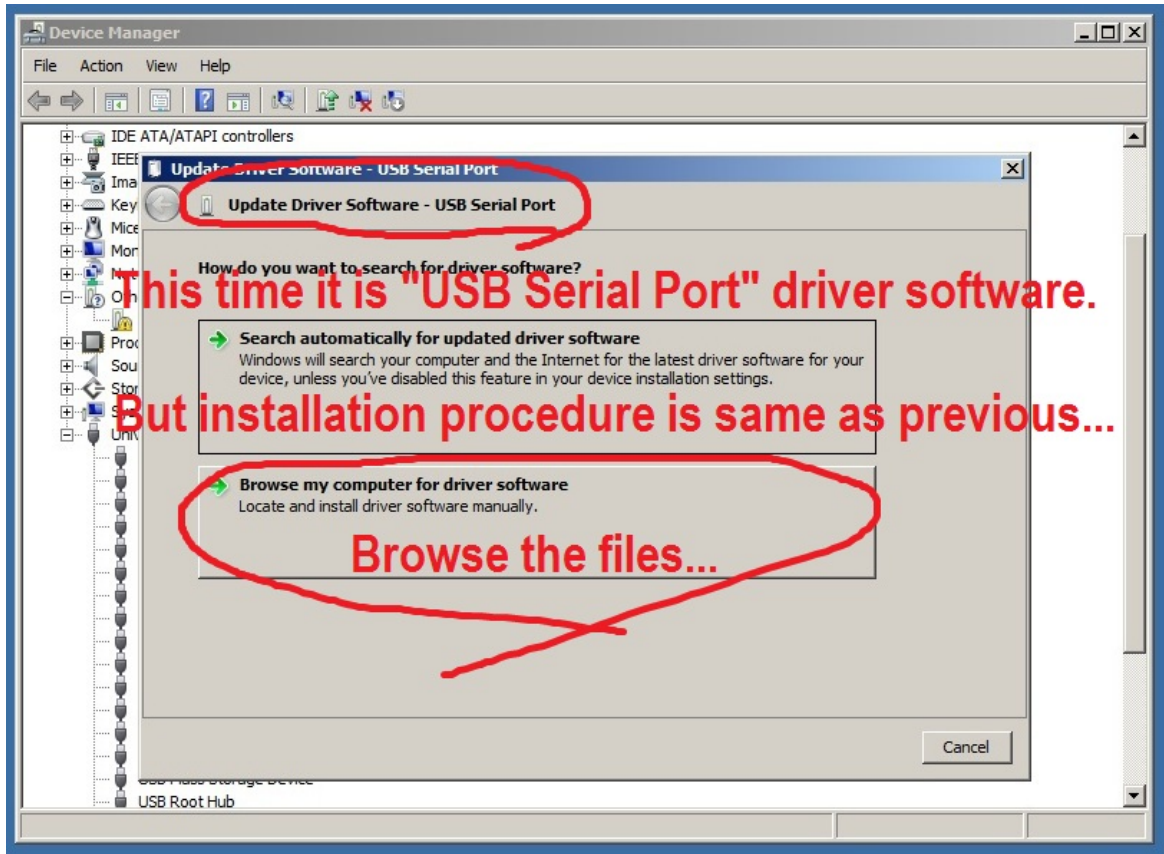 Device Manager
File Action View Help
IDE ATA/ATAPI controllers
Update Driver Software - USB Serial Port
Update Driver Software - USB Serial Port
How do you want to search for driver software?
This time it is "USB Serial Port" driver software.
Search automatically for updated driver software
Windows will search your computer and the Internet for the latest driver software for your
device, unless you've disabled this feature in your device installation settings.
But installation procedure is same as previous...
Browse my computer for driver software
Locate and install driver software manually.
Browse the files...
Cancel
USB Mass Storage Device
USB Root Hub